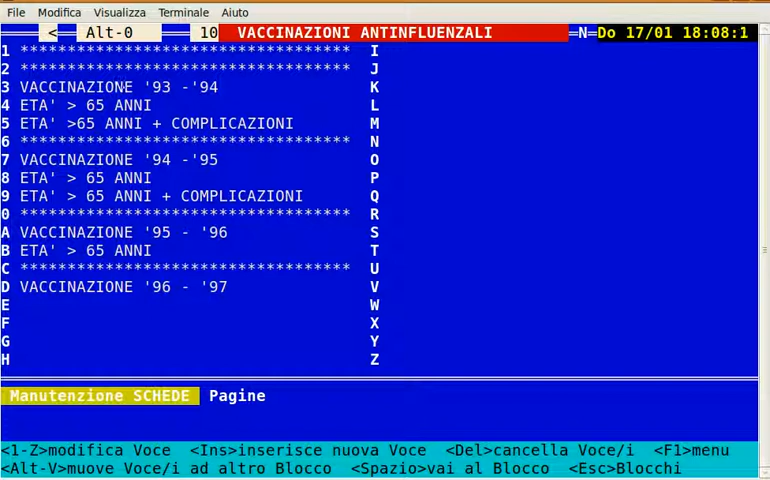 File Modifica Visualizza Terminale Aiuto
< Alt-0 10 VACCINAZIONI ANTINFLUENZALI =N=Do 17/01 18:08:1
1 *********************************** I
2 *********************************** J
3 VACCINAZIONE '93 -'94 K
4 ETA' > 65 ANNI L
5 ETA' >65 ANNI + COMPLICAZIONI M
6 *********************************** N
7 VACCINAZIONE '94 -'95 O
8 ETA' > 65 ANNI P
9 ETA' > 65 ANNI + COMPLICAZIONI Q
0 *********************************** R
A VACCINAZIONE '95 - '96 S
B ETA' > 65 ANNI T
C *********************************** U
D VACCINAZIONE '96 - '97 V
E W
F X
G Y
H Z
Manutenzione SCHEDE Pagine
<1-Z>modifica Voce <Ins>inserisce nuova Voce <Del>cancella Voce/i <F1>menu
<Alt-V>muove Voce/i ad altro Blocco <Spazio>vai al Blocco <Esc>Blocchi